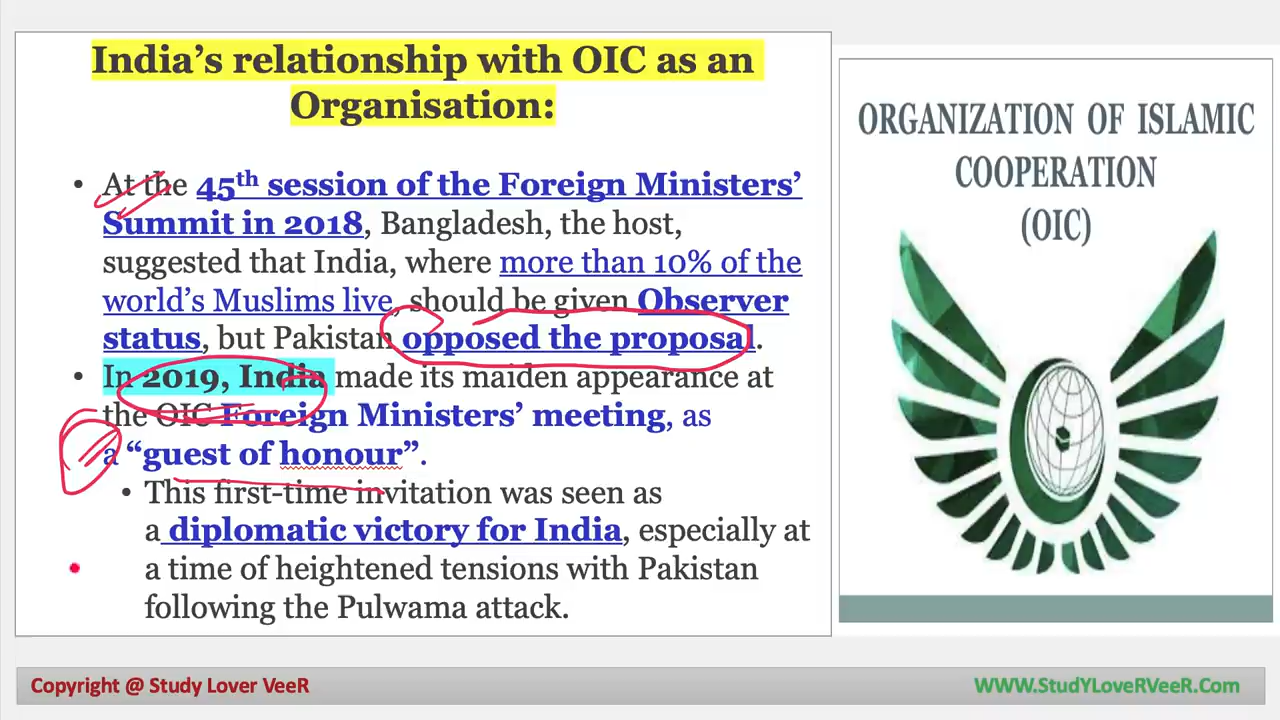 India’s relationship with OIC as an
Organisation:
• At the 45th session of the Foreign Ministers’
Summit in 2018, Bangladesh, the host,
suggested that India, where more than 10% of the
world’s Muslims live, should be given Observer
status, but Pakistan opposed the proposal.
• In 2019, India made its maiden appearance at
the OIC Foreign Ministers’ meeting, as
a “guest of honour”.
• This first-time invitation was seen as
a diplomatic victory for India, especially at
a time of heightened tensions with Pakistan
following the Pulwama attack.
ORGANIZATION OF ISLAMIC
COOPERATION
(OIC)
Copyright @ Study Lover VeeR
WWW.StudYLoveRVeeR.Com